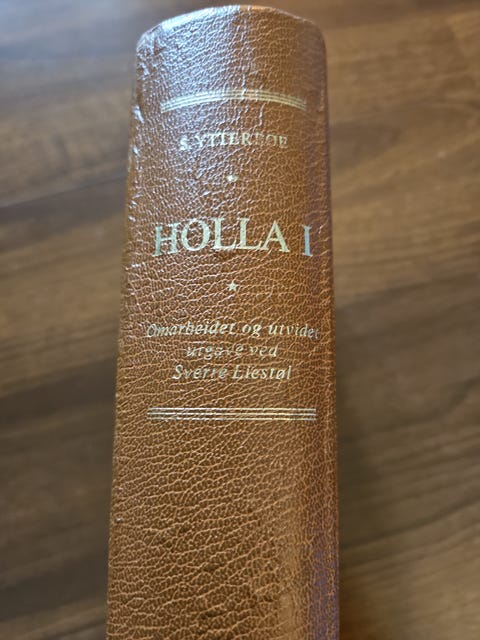 S. YTTERBOE
HOLLA I
Omarbeidet og utvidet
utgave ved
Sverre Liestøl